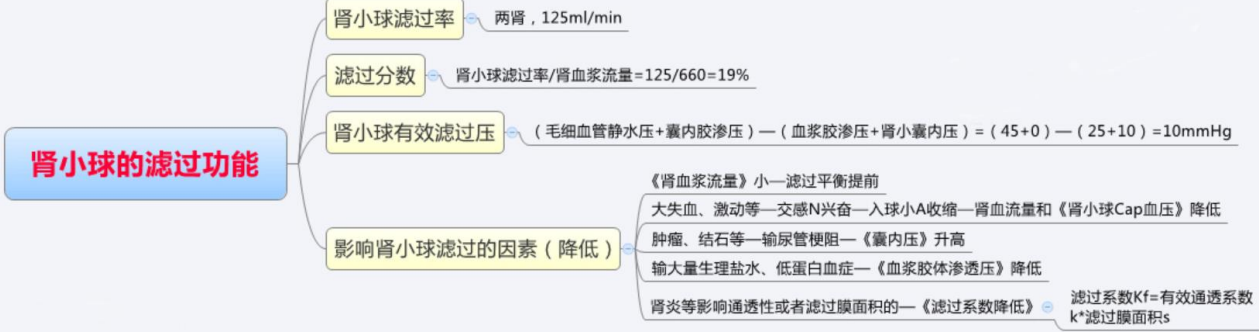 肾小球的滤过功能
肾小球滤过率
两肾，125ml/min
滤过分数
肾小球滤过率/肾血浆流量=125/660=19%
肾小球有效滤过压
（毛细血管静水压+囊内胶渗压）—（血浆胶渗压+肾小囊内压）=（45+0）—（25+10）=10mmHg
影响肾小球滤过的因素（降低）
《肾血浆流量》小—滤过平衡提前
大失血、激动等—交感N兴奋—入球小A收缩—肾血流量和《肾小球Cap血压》降低
肿瘤、结石等—输尿管梗阻—《囊内压》升高
输大量生理盐水、低蛋白血症—《血浆胶体渗透压》降低
肾炎等影响通透性或者滤过膜面积的—《滤过系数降低》
滤过系数Kf=有效通透系数
k*滤过膜面积s